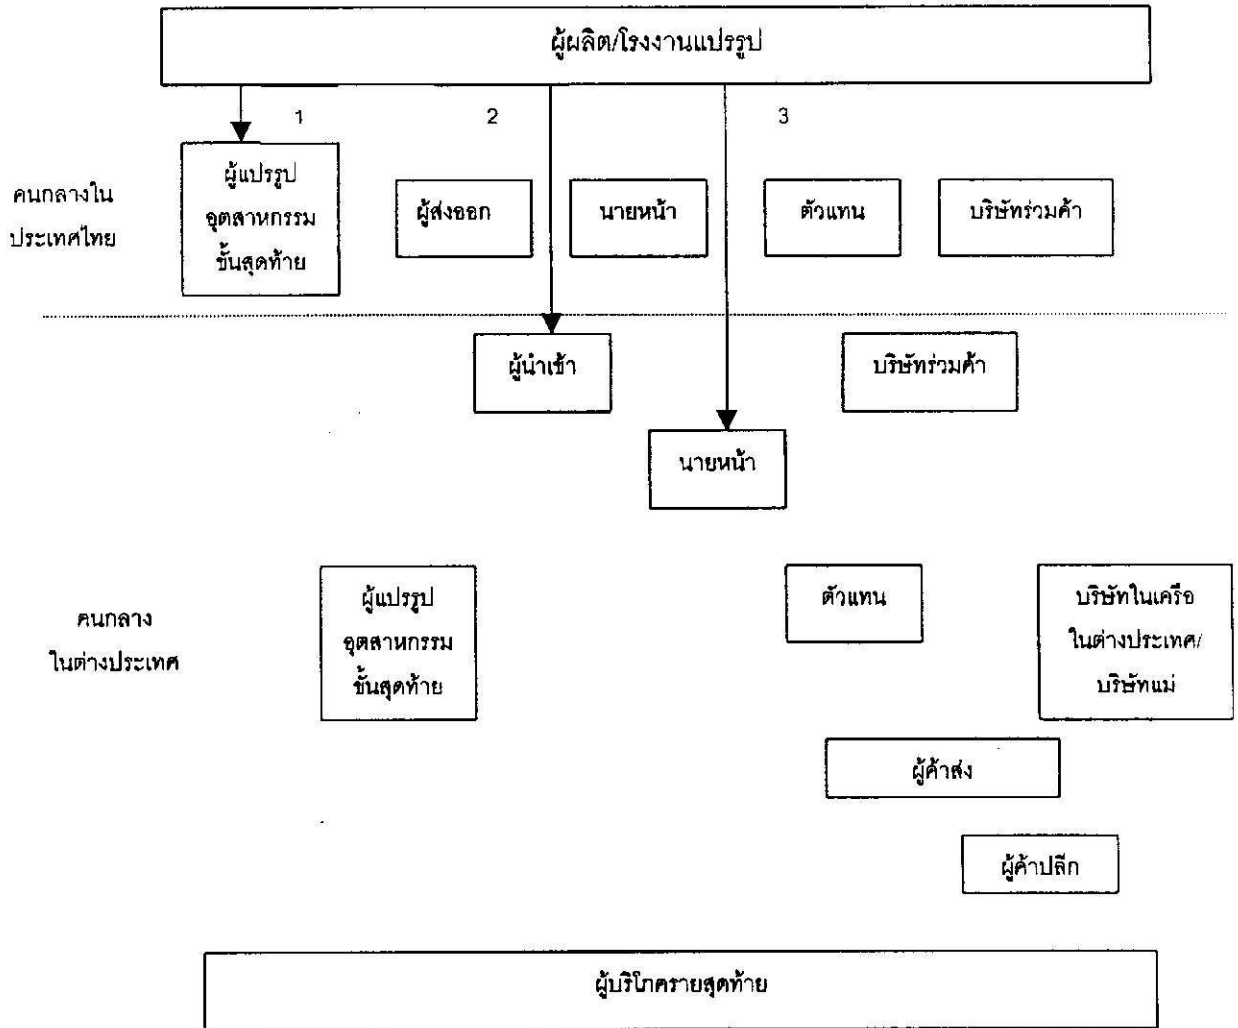 ผู้ผลิต/โรงงานแปรรูป
1
2
3
คนกลางใน
ประเทศไทย
ผู้แปรรูป
อุตสาหกรรม
ขั้นสุดท้าย
ผู้ส่งออก
นายหน้า
ตัวแทน
บริษัทร่วมค้า
ผู้นำเข้า
บริษัทร่วมค้า
นายหน้า
คนกลาง
ในต่างประเทศ
ผู้แปรรูป
อุตสาหกรรม
ขั้นสุดท้าย
ตัวแทน
บริษัทในเครือ
ในต่างประเทศ/
บริษัทแม่
ผู้ค้าส่ง
ผู้ค้าปลีก
ผู้บริโภครายสุดท้าย